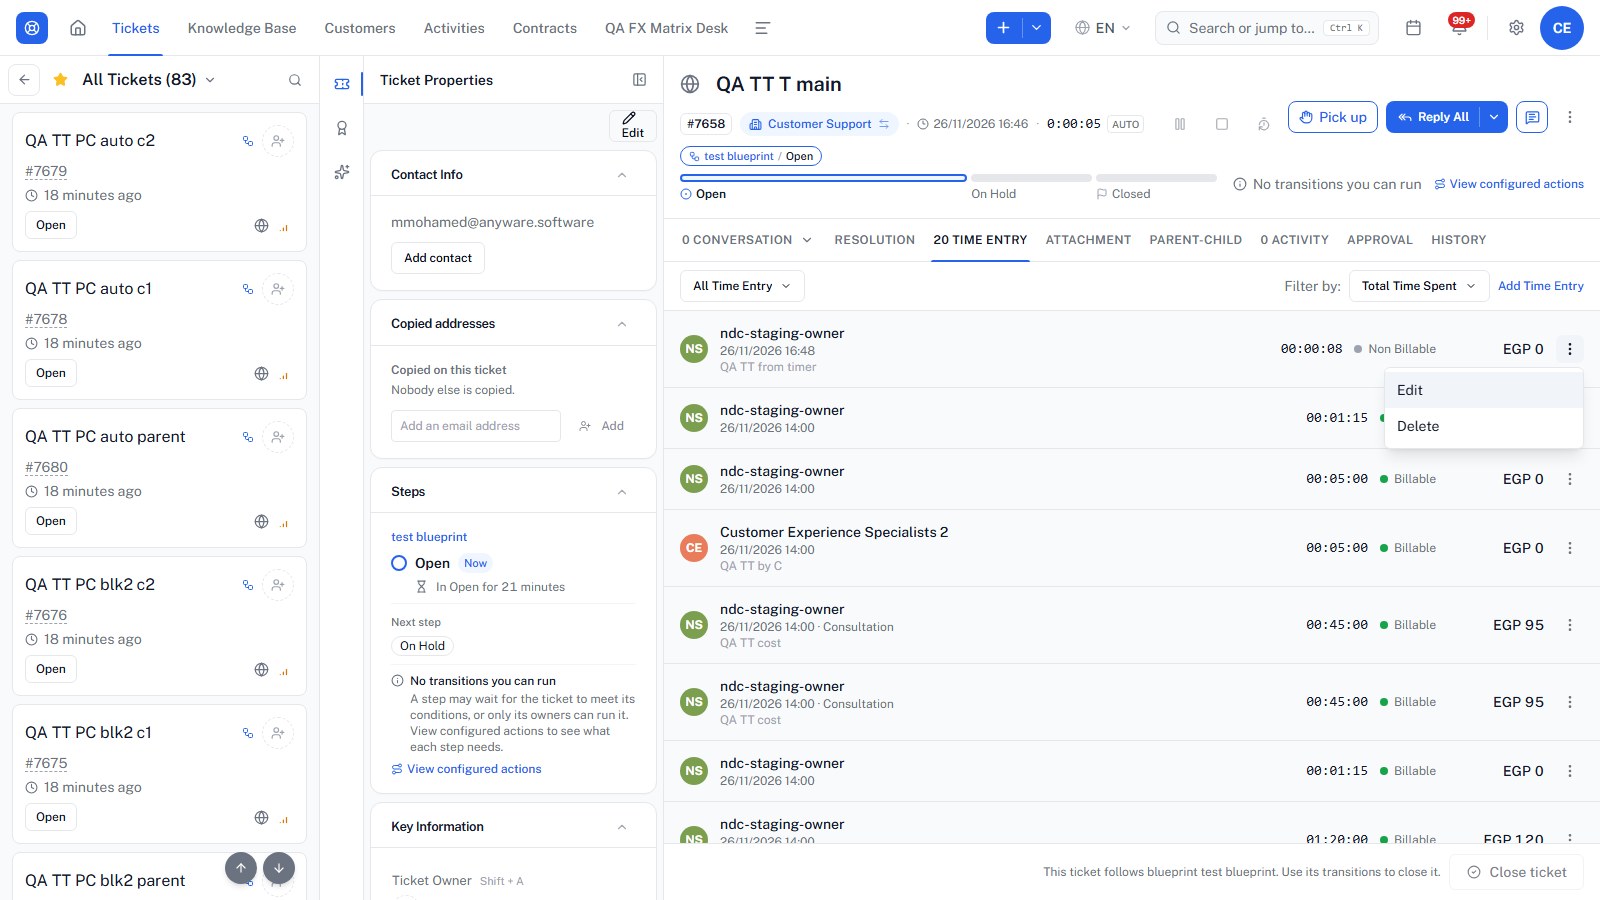 Tickets
Knowledge Base
Customers
Activities
Contracts
QA FX Matrix Desk
EN
Search or jump to...
Ctrl K
99+
CE
All Tickets (83)
QA TT PC auto c2
#7679
18 minutes ago
Open
QA TT PC auto c1
#7678
18 minutes ago
Open
QA TT PC auto parent
#7680
18 minutes ago
Open
QA TT PC blk2 c2
#7676
18 minutes ago
Open
QA TT PC blk2 c1
#7675
18 minutes ago
Open
QA TT PC blk2 parent
Ticket Properties
Edit
Contact Info
mmohamed@anyware.software
Add contact
Copied addresses
Copied on this ticket
Nobody else is copied.
Add an email address
Add
Steps
test blueprint
Open
Now
In Open for 21 minutes
Next step
On Hold
No transitions you can run
A step may wait for the ticket to meet its
conditions, or only its owners can run it.
View configured actions to see what
each step needs.
View configured actions
Key Information
Ticket Owner Shift + A
QA TT T main
#7658
Customer Support
· 26/11/2026 16:46 · 0:00:05 AUTO
Pick up
Reply All
test blueprint / Open
Open
On Hold
Closed
No transitions you can run
View configured actions
0 CONVERSATION
RESOLUTION
20 TIME ENTRY
ATTACHMENT
PARENT-CHILD
0 ACTIVITY
APPROVAL
HISTORY
All Time Entry
Filter by:
Total Time Spent
Add Time Entry
NS
ndc-staging-owner
26/11/2026 16:48
QA TT from timer
00:00:08
Non Billable
EGP 0
Edit
Delete
NS
ndc-staging-owner
26/11/2026 14:00
00:01:15
NS
ndc-staging-owner
26/11/2026 14:00
00:05:00
Billable
EGP 0
CE
Customer Experience Specialists 2
26/11/2026 14:00
QA TT by C
00:05:00
Billable
EGP 0
NS
ndc-staging-owner
26/11/2026 14:00 · Consultation
QA TT cost
00:45:00
Billable
EGP 95
NS
ndc-staging-owner
26/11/2026 14:00 · Consultation
QA TT cost
00:45:00
Billable
EGP 95
NS
ndc-staging-owner
26/11/2026 14:00
00:01:15
Billable
EGP 0
NS
ndc-staging-owner
26/11/2026 14:00
01:20:00
Billable
EGP 120
This ticket follows blueprint test blueprint. Use its transitions to close it.
Close ticket